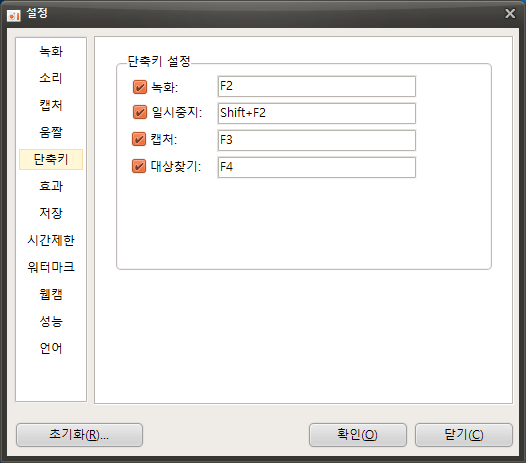 설정
녹화
소리
캡처
움짤
단축키
효과
저장
시간제한
워터마크
웹캠
성능
언어
단축키 설정
녹화: F2
일시중지: Shift+F2
캡처: F3
대상찾기: F4
초기화(R)... 확인(O) 닫기(C)